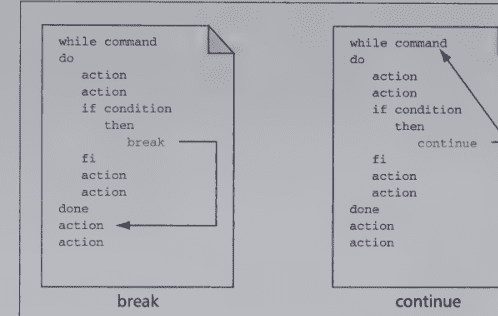 while command
do
action
action
if condition
then
break
fi
action
action
done
action
action
break
while command
do
action
action
if condition
then
continue
fi
action
action
done
action
action
continue